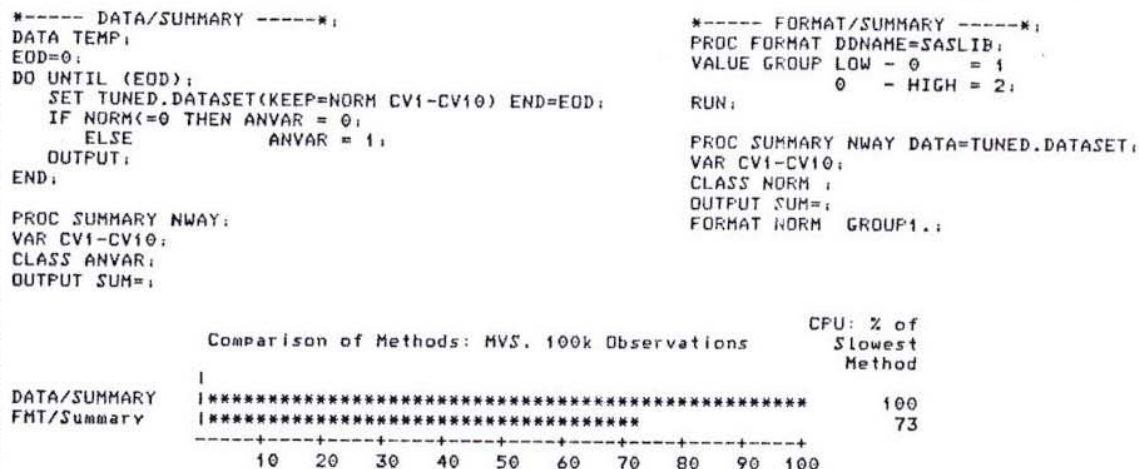 *----- DATA/SUMMARY -----*;
DATA TEMP;
EOD=0;
DO UNTIL (EOD);
SET TUNED.DATASET(KEEP=NORM CV1-CV10) END=EOD;
IF NORM<=0 THEN ANVAR = 0;
ELSE ANVAR = 1;
OUTPUT;
END;
PROC SUMMARY NWAY;
VAR CV1-CV10;
CLASS ANVAR;
OUTPUT SUM=;
*----- FORMAT/SUMMARY -----*;
PROC FORMAT DDNAME=SASLIB;
VALUE GROUP LOW - 0 = 1
0 - HIGH = 2;
RUN;
PROC SUMMARY NWAY DATA=TUNED.DATASET;
VAR CV1-CV10;
CLASS NORM ;
OUTPUT SUM=;
FORMAT NORM GROUP1.;
Comparison of Methods: MVS, 100k Observations
CPU: % of
Slowest
Method
|
DATA/SUMMARY |************************************************** 100
FMT/Summary |************************************ 73
-----+----+----+----+----+----+----+----+----+----+
10 20 30 40 50 60 70 80 90 100